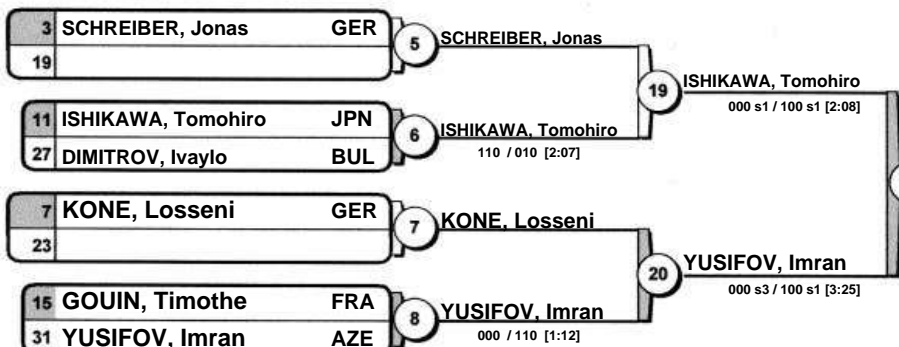 3 SCHREIBER, Jonas GER
19
5
SCHREIBER, Jonas
11 ISHIKAWA, Tomohiro JPN
27 DIMITROV, Ivaylo BUL
6
ISHIKAWA, Tomohiro
110 / 010 [2:07]
19
ISHIKAWA, Tomohiro
000 s1 / 100 s1 [2:08]
7 KONE, Losseni GER
23
7
KONE, Losseni
15 GOUIN, Timothe FRA
31 YUSIFOV, Imran AZE
8
YUSIFOV, Imran
000 / 110 [1:12]
20
YUSIFOV, Imran
000 s3 / 100 s1 [3:25]